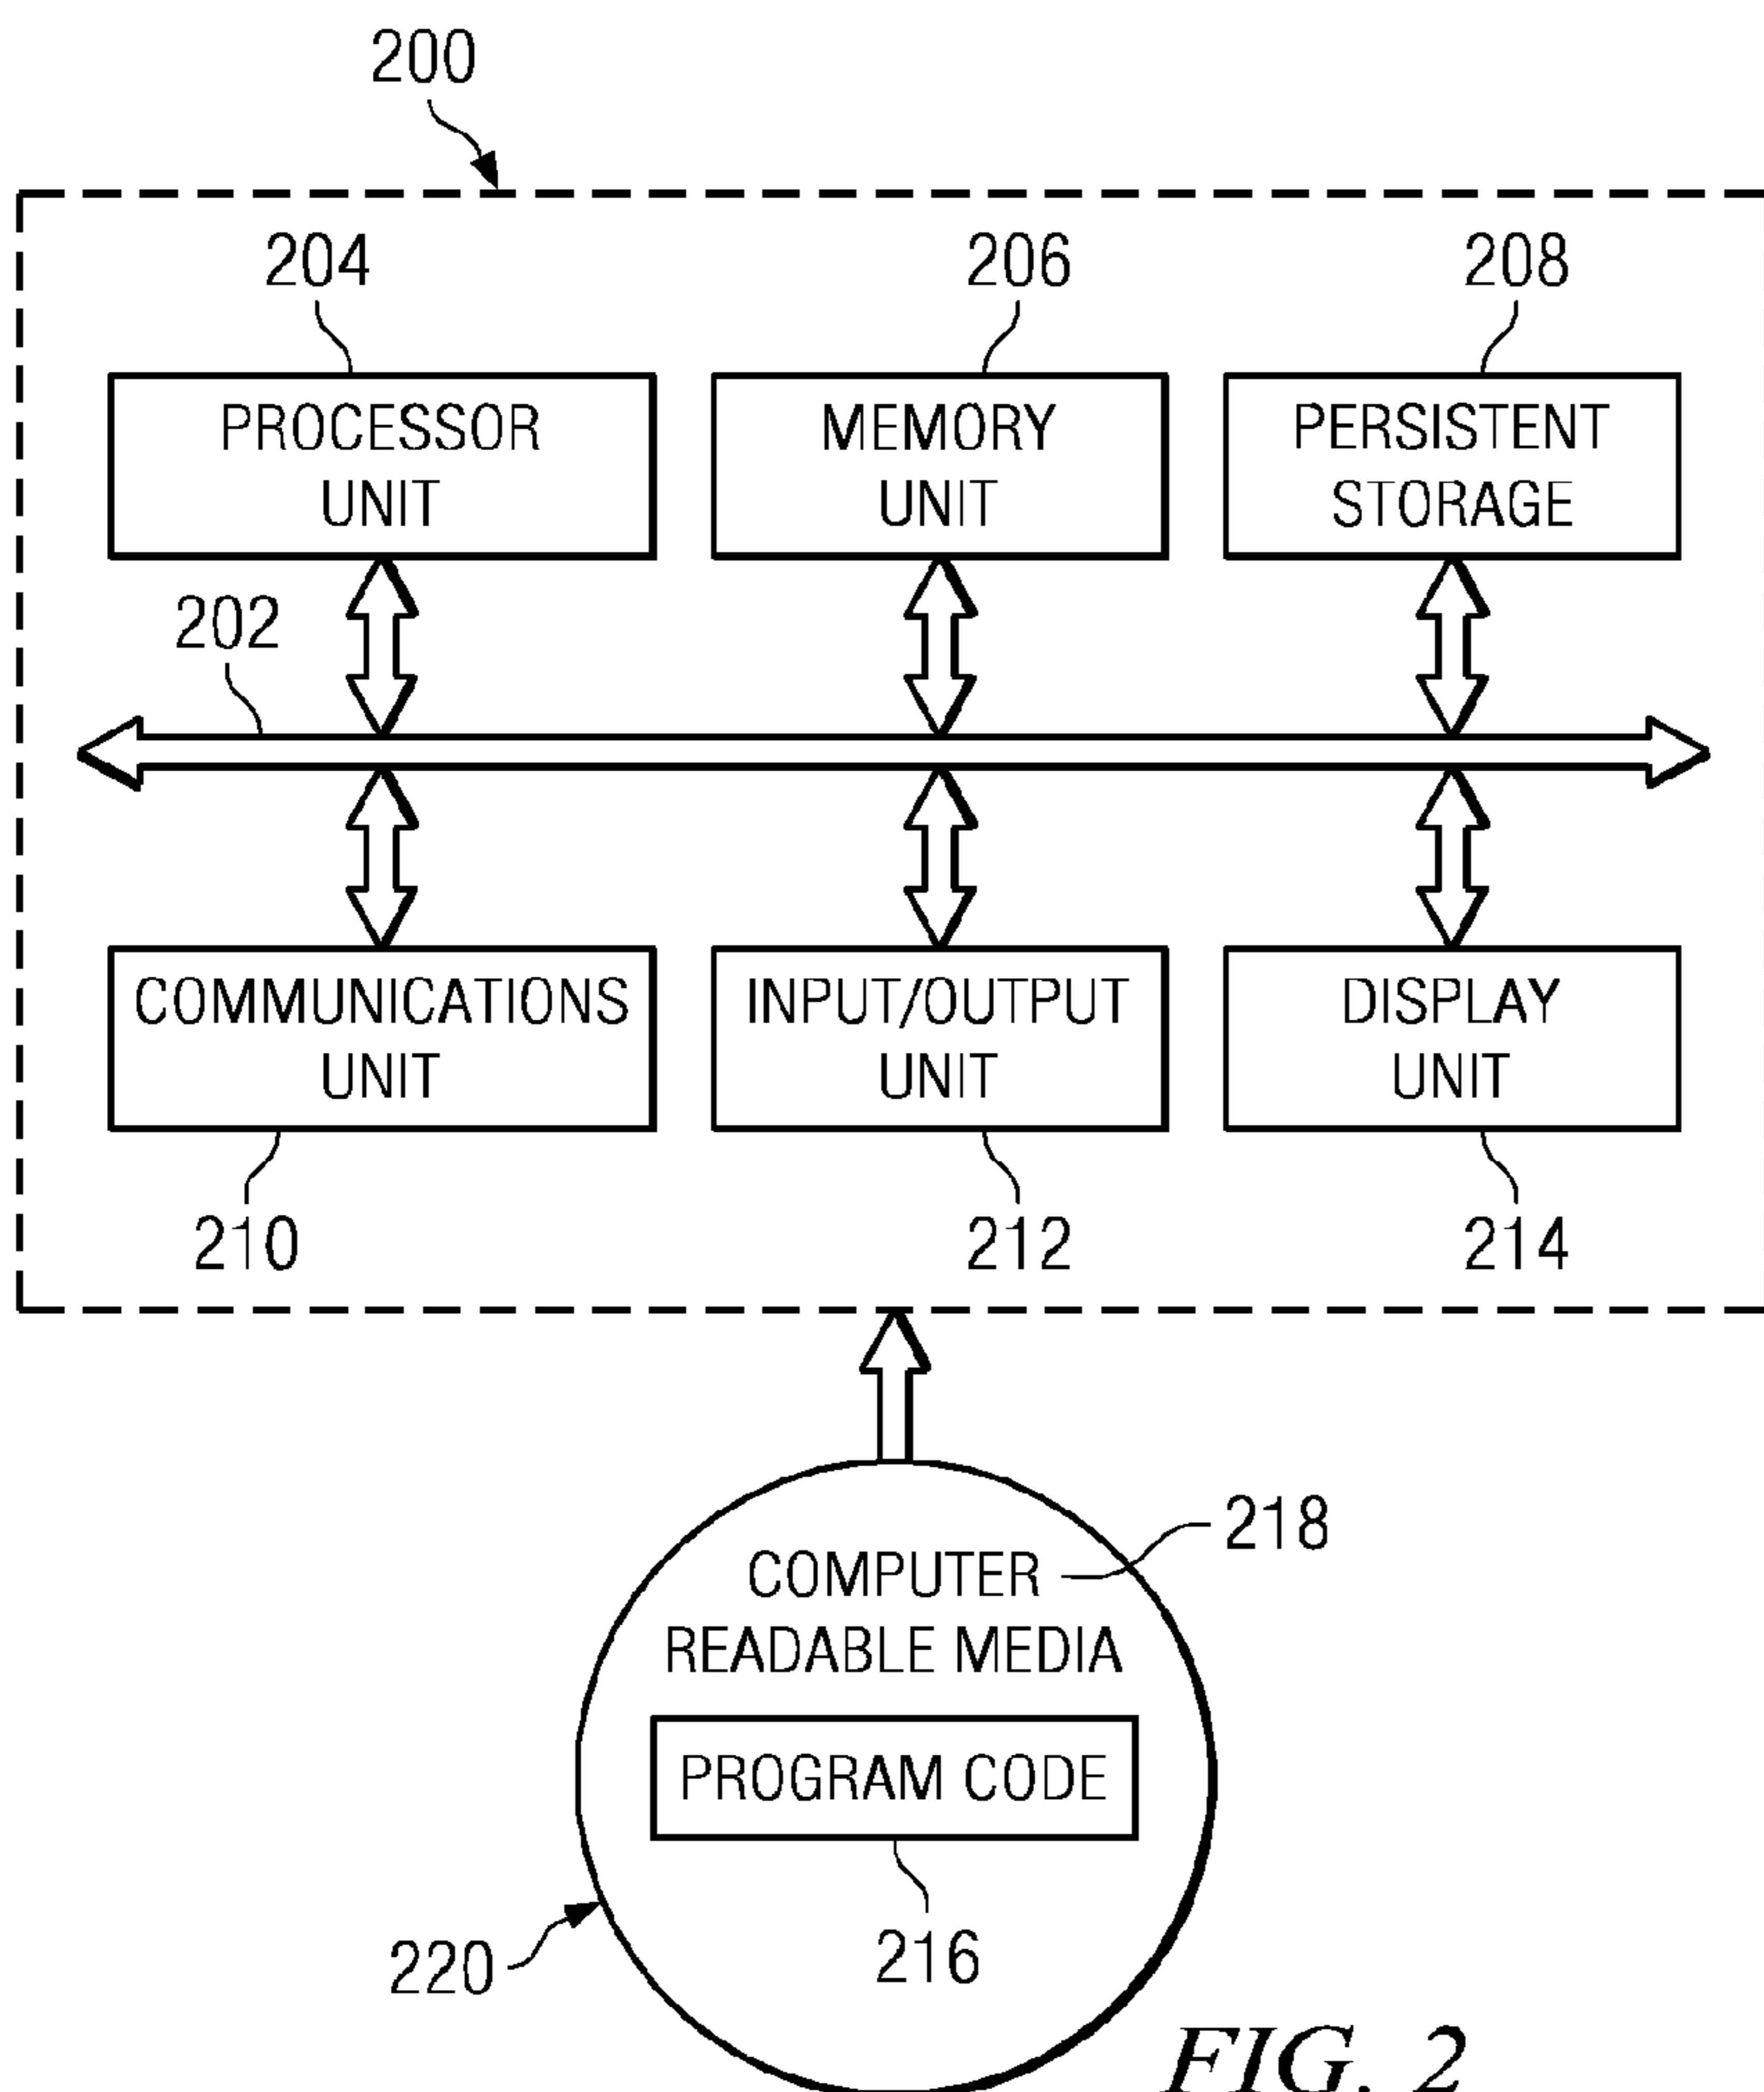 200
204
206
208
PROCESSOR
UNIT
MEMORY
UNIT
PERSISTENT
STORAGE
202
COMMUNICATIONS
UNIT
INPUT/OUTPUT
UNIT
DISPLAY
UNIT
210
212
214
218
COMPUTER
READABLE MEDIA
PROGRAM CODE
216
220
FIG. 2